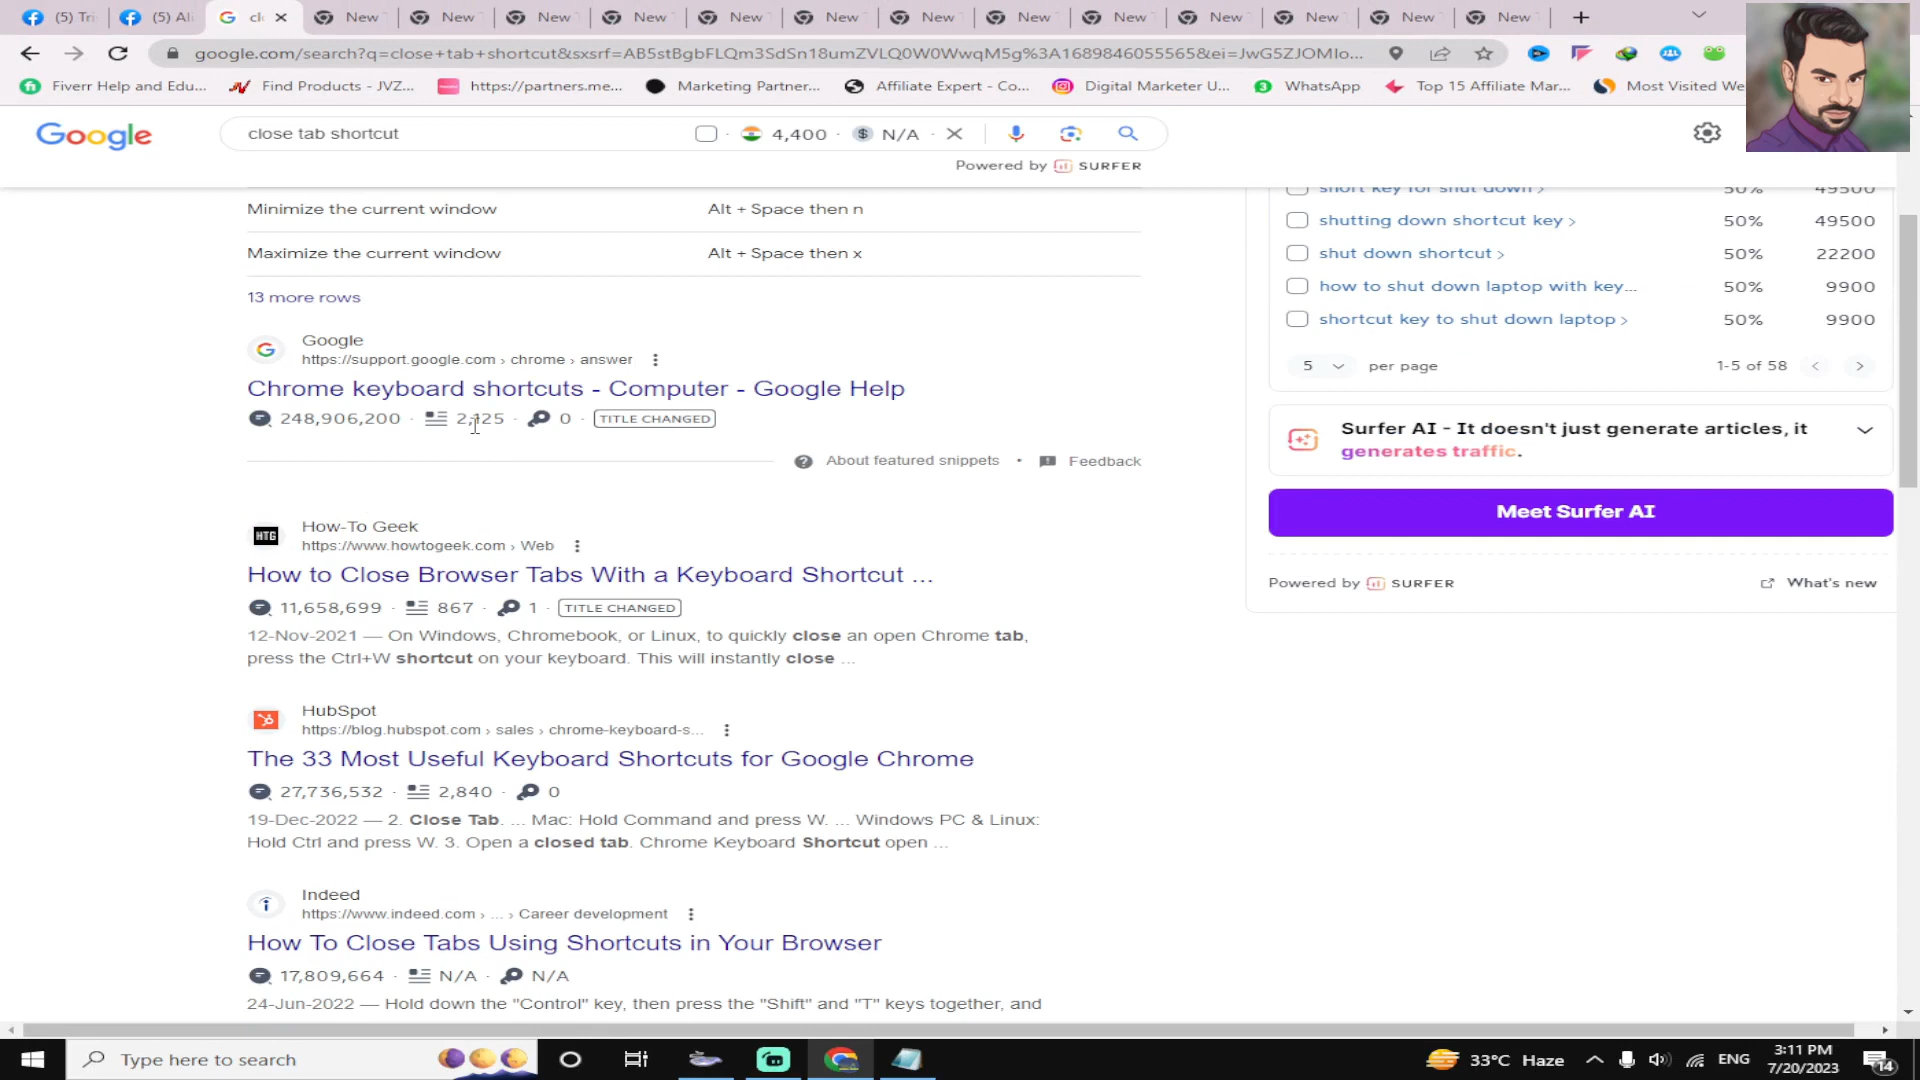 (5) Tri
(5) Ali
cl
New
New
New
New
New
New
New
New
New
New
New
New
New
google.com/search?q=close+tab+shortcut&sxsrf=AB5stBgbFLQm3SdSn18umZVLQ0W0WwqM5g%3A1689846055565&ei=JwG5ZJOMIo...
Fiverr Help and Edu...
Find Products - JVZ...
https://partners.me...
Marketing Partner...
Affiliate Expert - Co...
Digital Marketer U...
WhatsApp
Top 15 Affiliate Mar...
Most Visited We
Google
close tab shortcut
4,400 · N/A ·
Powered by SURFER
Minimize the current window
Alt + Space then n
Maximize the current window
Alt + Space then x
13 more rows
Google
https://support.google.com › chrome › answer
Chrome keyboard shortcuts - Computer - Google Help
248,906,200 · 2,125 · 0 · TITLE CHANGED
About featured snippets • Feedback
HTG
How-To Geek
https://www.howtogeek.com › Web
How to Close Browser Tabs With a Keyboard Shortcut ...
11,658,699 · 867 · 1 · TITLE CHANGED
12-Nov-2021 — On Windows, Chromebook, or Linux, to quickly close an open Chrome tab,
press the Ctrl+W shortcut on your keyboard. This will instantly close ...
HubSpot
https://blog.hubspot.com › sales › chrome-keyboard-s...
The 33 Most Useful Keyboard Shortcuts for Google Chrome
27,736,532 · 2,840 · 0
19-Dec-2022 — 2. Close Tab. ... Mac: Hold Command and press W. ... Windows PC & Linux:
Hold Ctrl and press W. 3. Open a closed tab. Chrome Keyboard Shortcut open ...
Indeed
https://www.indeed.com › ... › Career development
How To Close Tabs Using Shortcuts in Your Browser
17,809,664 · N/A · N/A
24-Jun-2022 — Hold down the "Control" key, then press the "Shift" and "T" keys together, and
short key for shut down › 50% 49500
shutting down shortcut key › 50% 49500
shut down shortcut › 50% 22200
how to shut down laptop with key... 50% 9900
shortcut key to shut down laptop › 50% 9900
5 per page
1-5 of 58
Surfer AI - It doesn't just generate articles, it
generates traffic.
Meet Surfer AI
Powered by SURFER
What's new
Type here to search
33°C Haze
ENG
3:11 PM
7/20/2023
14